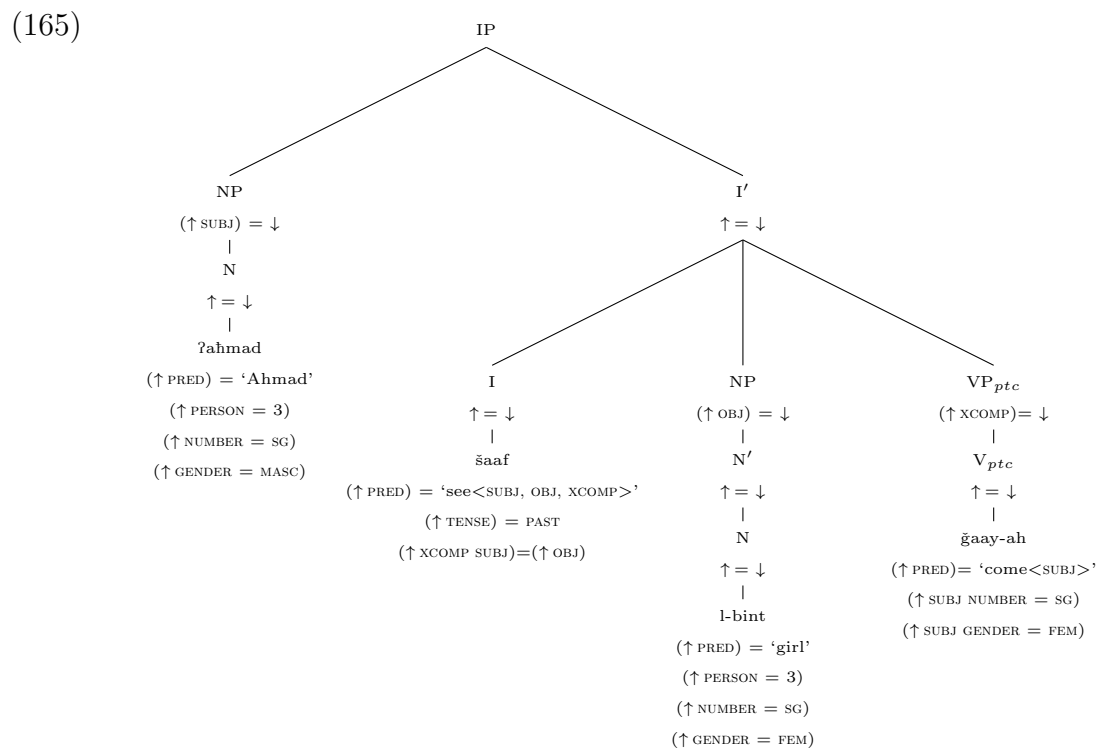 (165)
IP
NP I′
(↑ SUBJ) = ↓ ↑ = ↓
N
↑ = ↓
ʔaħmad
(↑ PRED) = ‘Ahmad’ I NP VP_ptc
(↑ PERSON = 3) ↑ = ↓ (↑ OBJ) = ↓ (↑ XCOMP)= ↓
(↑ NUMBER = SG) šaaf N′ V_ptc
(↑ GENDER = MASC) (↑ PRED) = ‘see<SUBJ, OBJ, XCOMP>’ ↑ = ↓ ↑ = ↓
(↑ TENSE) = PAST N ǧaay-ah
(↑ XCOMP SUBJ)=(↑ OBJ) ↑ = ↓ (↑ PRED)= ‘come<SUBJ>’
l-bint (↑ SUBJ NUMBER = SG)
(↑ PRED) = ‘girl’ (↑ SUBJ GENDER = FEM)
(↑ PERSON = 3)
(↑ NUMBER = SG)
(↑ GENDER = FEM)